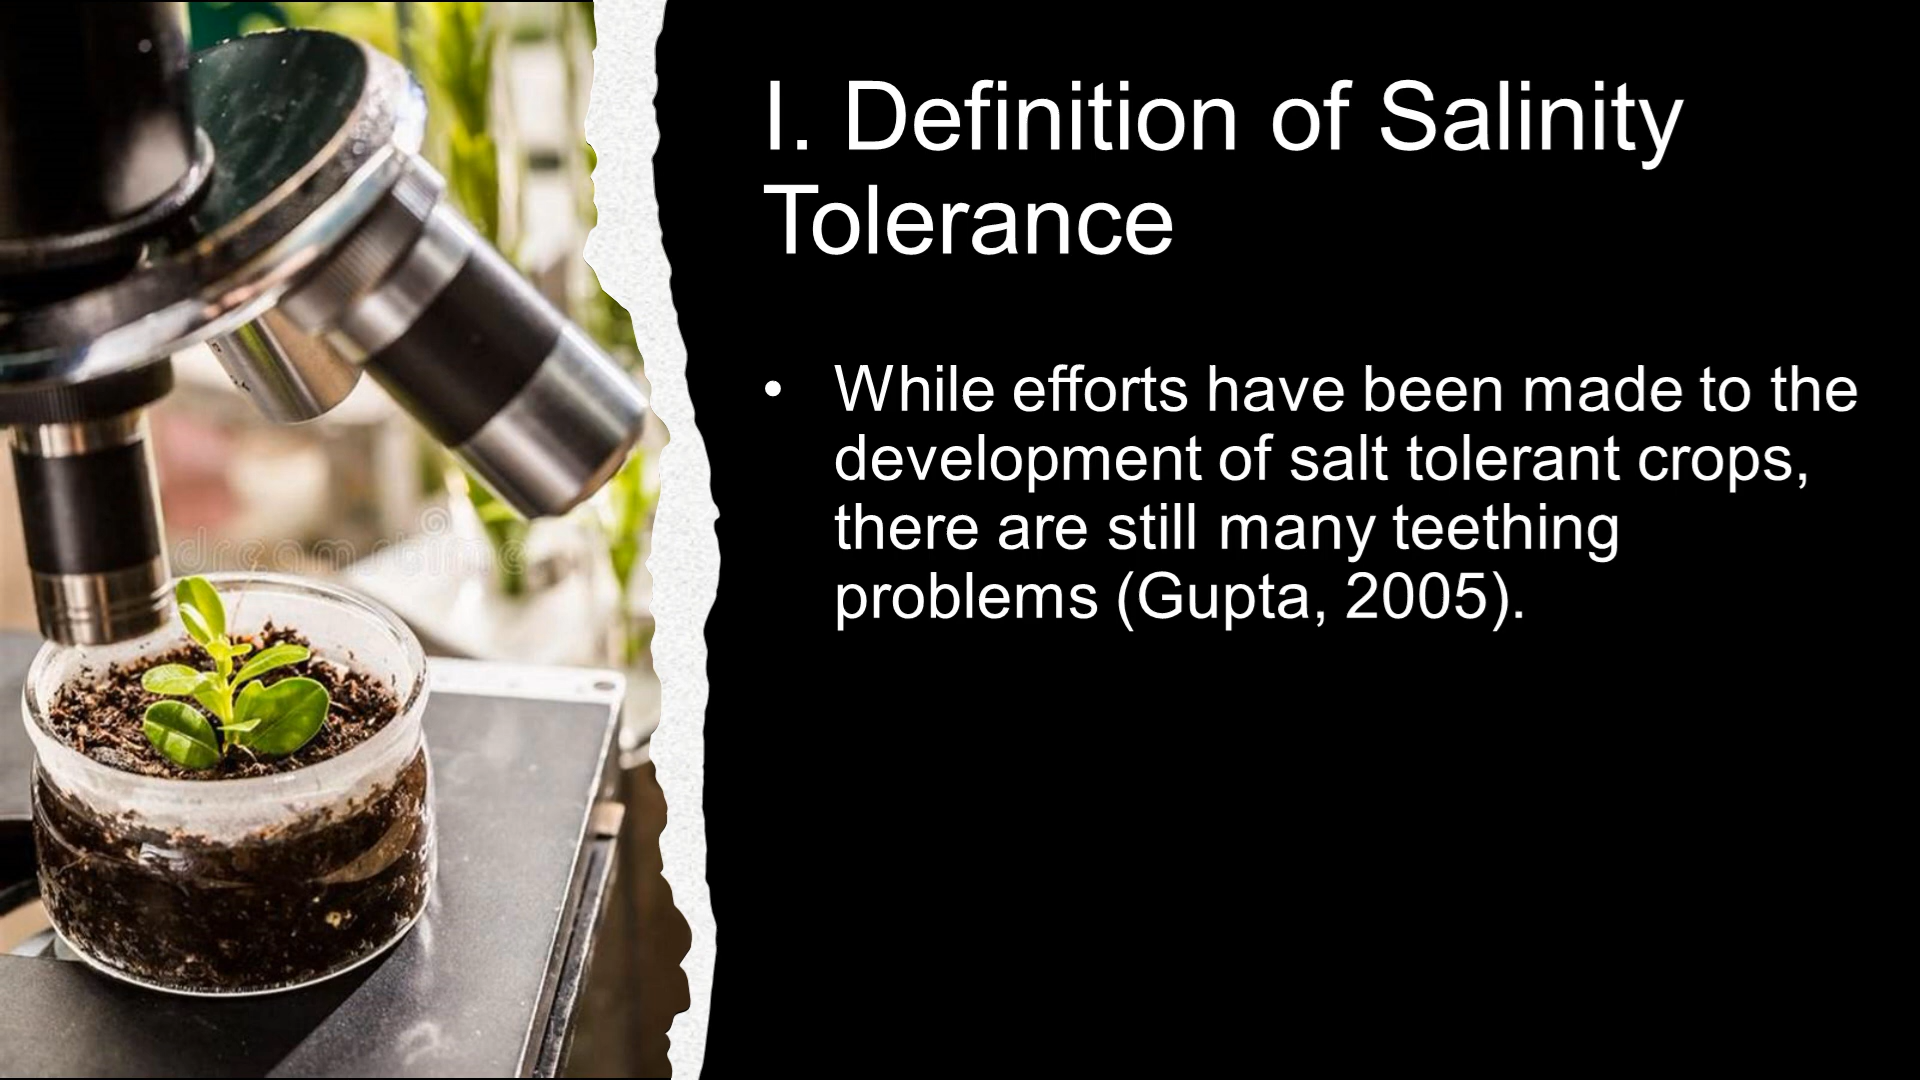 I. Definition of Salinity
Tolerance
• While efforts have been made to the
development of salt tolerant crops,
there are still many teething
problems (Gupta, 2005).
dreamstime